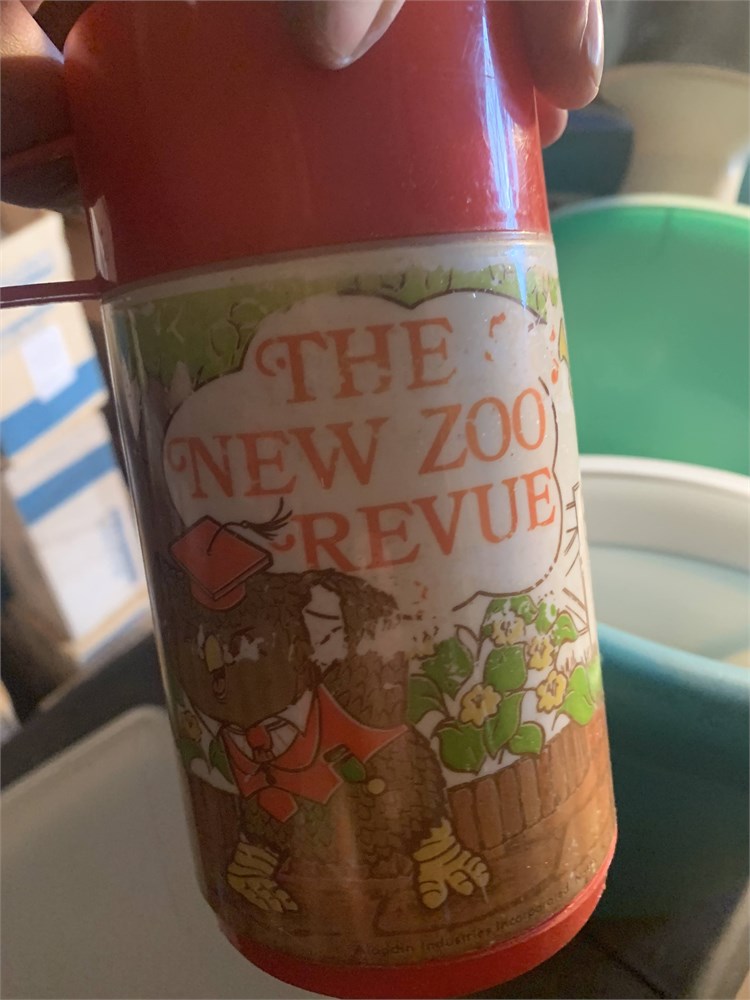 THE
NEW ZOO
REVUE
Aladdin Industries Incorporated